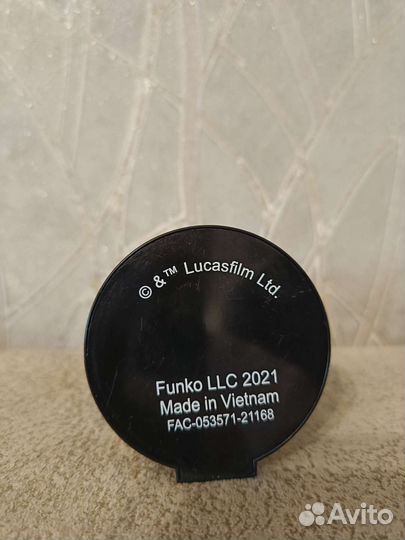 © & ™ Lucasfilm Ltd.
Funko LLC 2021
Made in Vietnam
FAC-053571-21168
Avito